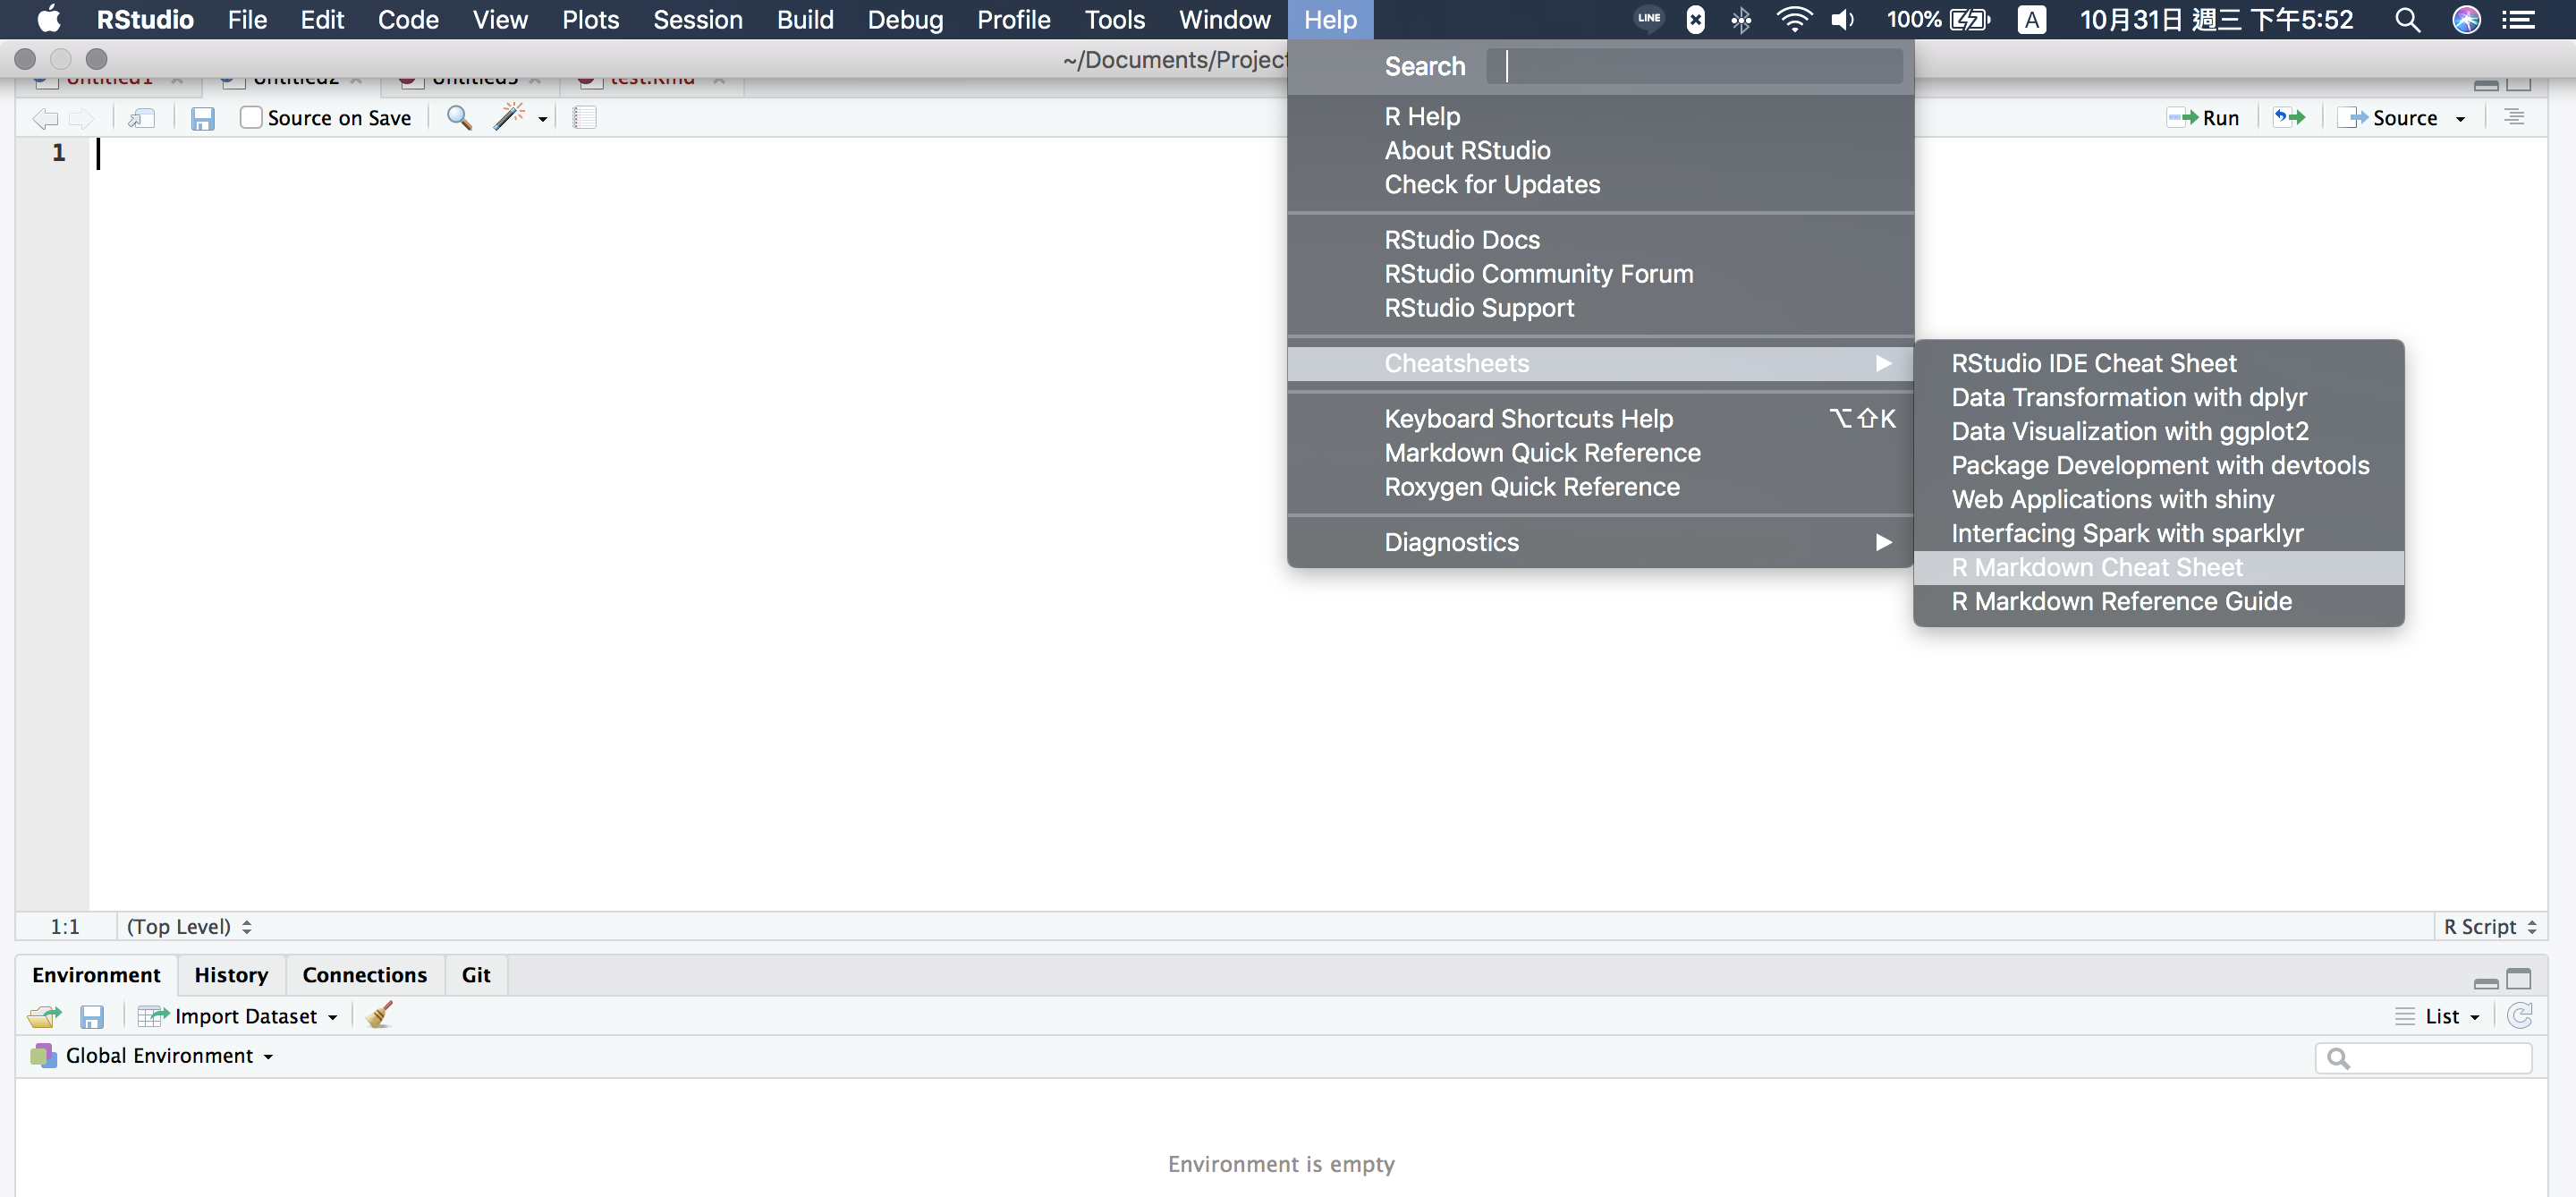 RStudio File Edit Code View Plots Session Build Debug Profile Tools Window Help LINE 100% A 10月31日 週三 下午5:52
~/Documents/Project
Untitled1 Untitled2 Untitled3 test.Rmd
Source on Save Run Source
1
Search
R Help
About RStudio
Check for Updates
RStudio Docs
RStudio Community Forum
RStudio Support
Cheatsheets
Keyboard Shortcuts Help ⌥⇧K
Markdown Quick Reference
Roxygen Quick Reference
Diagnostics
RStudio IDE Cheat Sheet
Data Transformation with dplyr
Data Visualization with ggplot2
Package Development with devtools
Web Applications with shiny
Interfacing Spark with sparklyr
R Markdown Cheat Sheet
R Markdown Reference Guide
1:1 (Top Level) R Script
Environment History Connections Git
Import Dataset List
Global Environment
Environment is empty